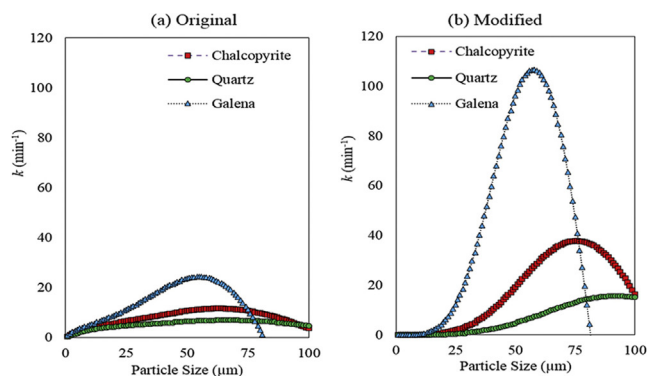 (a) Original
120
100
80
60
40
20
0
k (min⁻¹)
Chalcopyrite
Quartz
Galena
0
25
50
75
100
Particle Size (µm)
(b) Modified
120
100
80
60
40
20
0
k (min⁻¹)
Chalcopyrite
Quartz
Galena
0
25
50
75
100
Particle Size (µm)